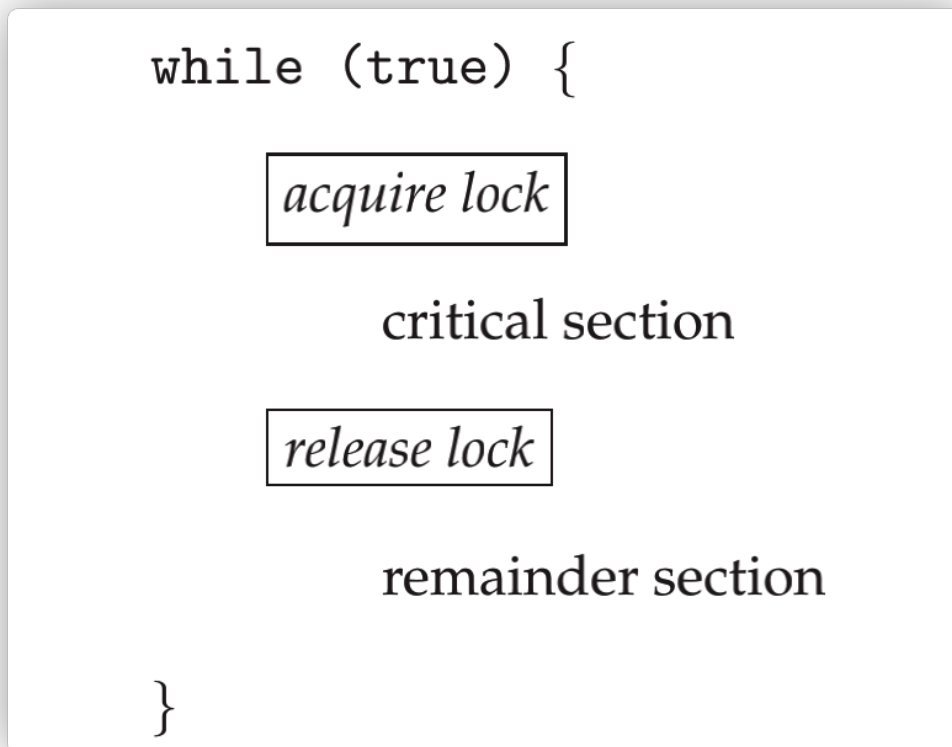 while (true) {
acquire lock
critical section
release lock
remainder section
}